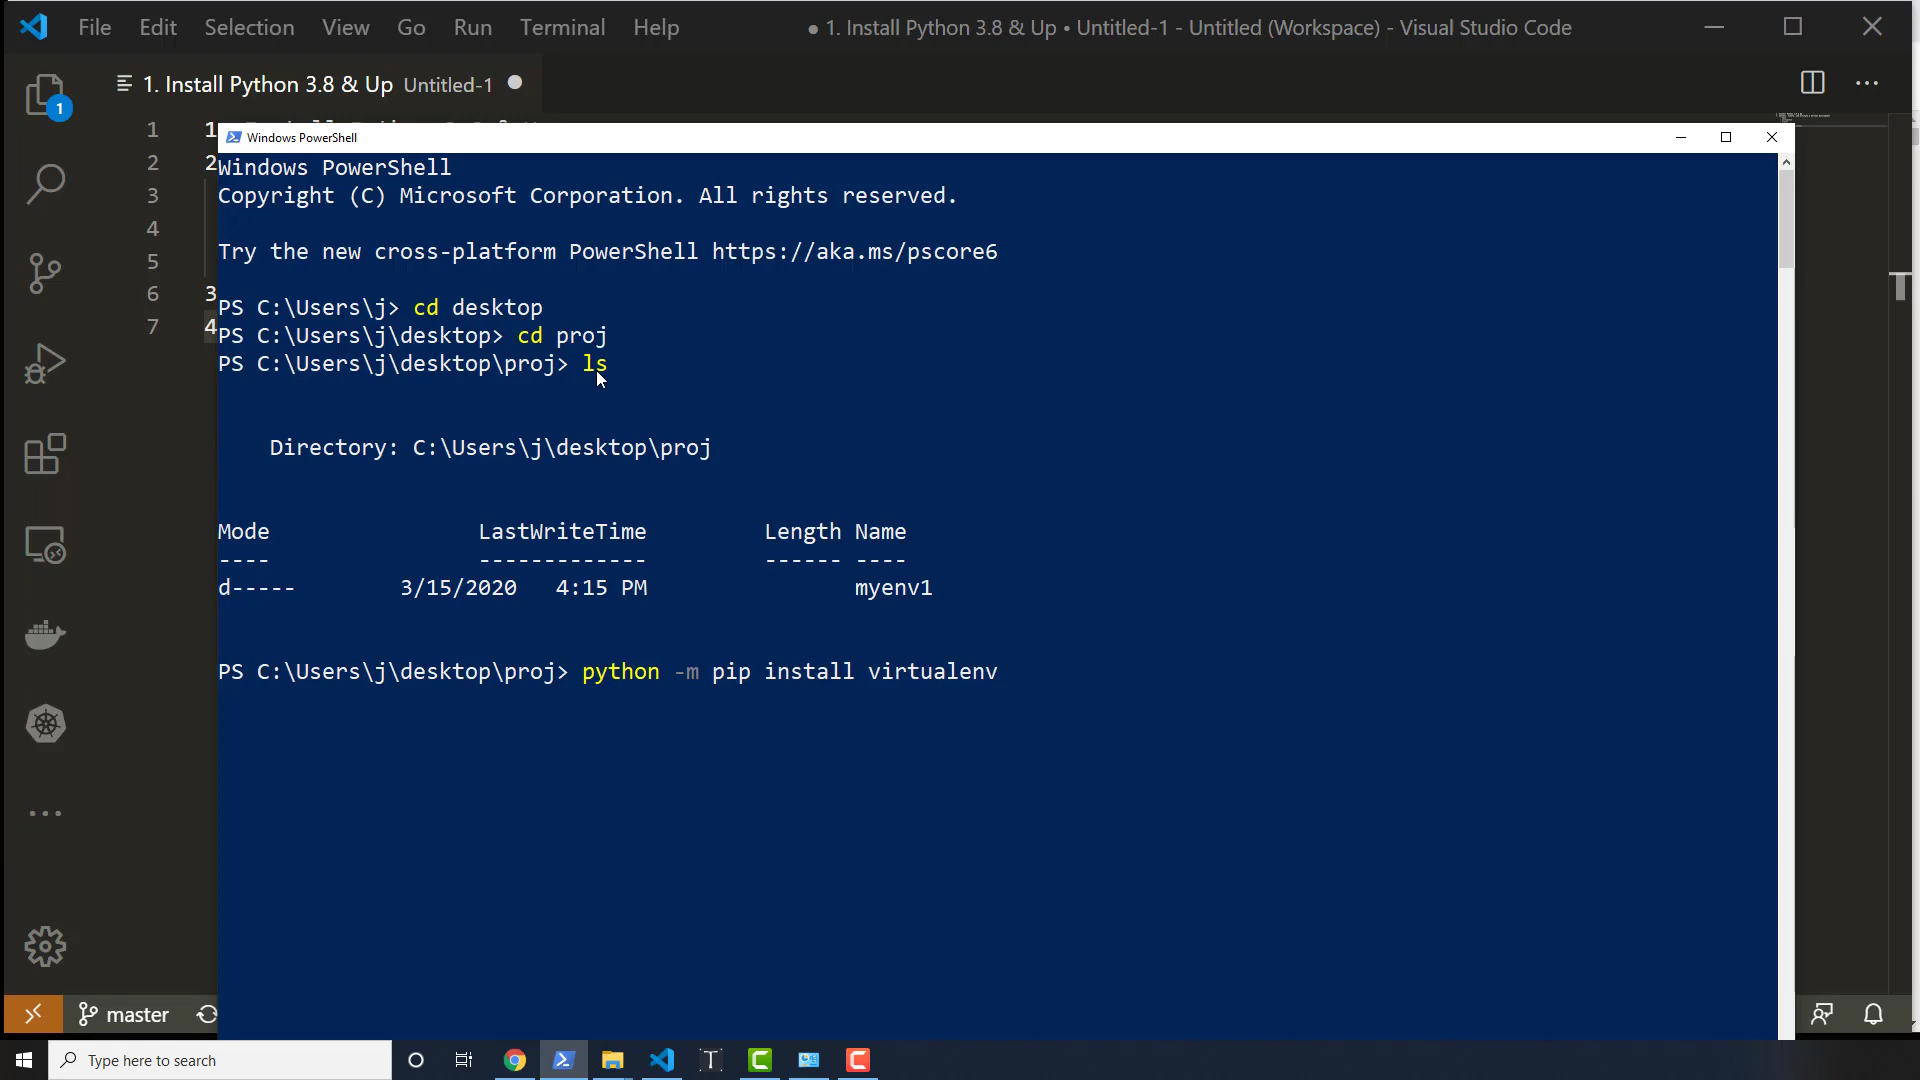 File Edit Selection View Go Run Terminal Help
● 1. Install Python 3.8 & Up • Untitled-1 - Untitled (Workspace) - Visual Studio Code
1. Install Python 3.8 & Up Untitled-1
1
1 1
2 2
3
4
5
6 3
7 4
Windows PowerShell
Windows PowerShell
Copyright (C) Microsoft Corporation. All rights reserved.
Try the new cross-platform PowerShell https://aka.ms/pscore6
PS C:\Users\j> cd desktop
PS C:\Users\j\desktop> cd proj
PS C:\Users\j\desktop\proj> ls
Directory: C:\Users\j\desktop\proj
Mode LastWriteTime Length Name
---- ------------- ------ ----
d----- 3/15/2020 4:15 PM myenv1
PS C:\Users\j\desktop\proj> python -m pip install virtualenv
master
Type here to search